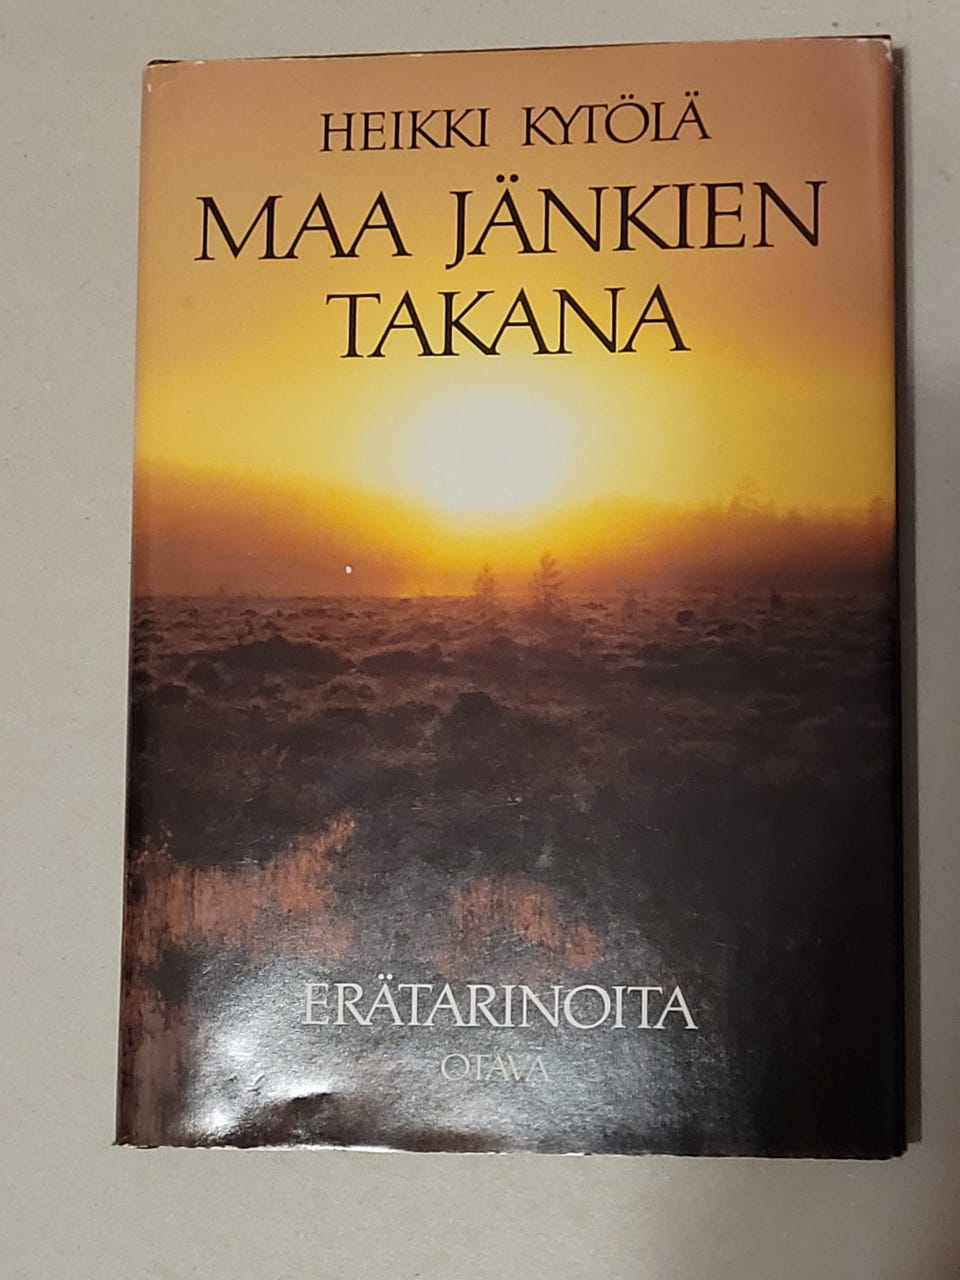 HEIKKI KYTÖLÄ
MAA JÄNKIEN
TAKANA
ERÄTARINOITA
OTAVA